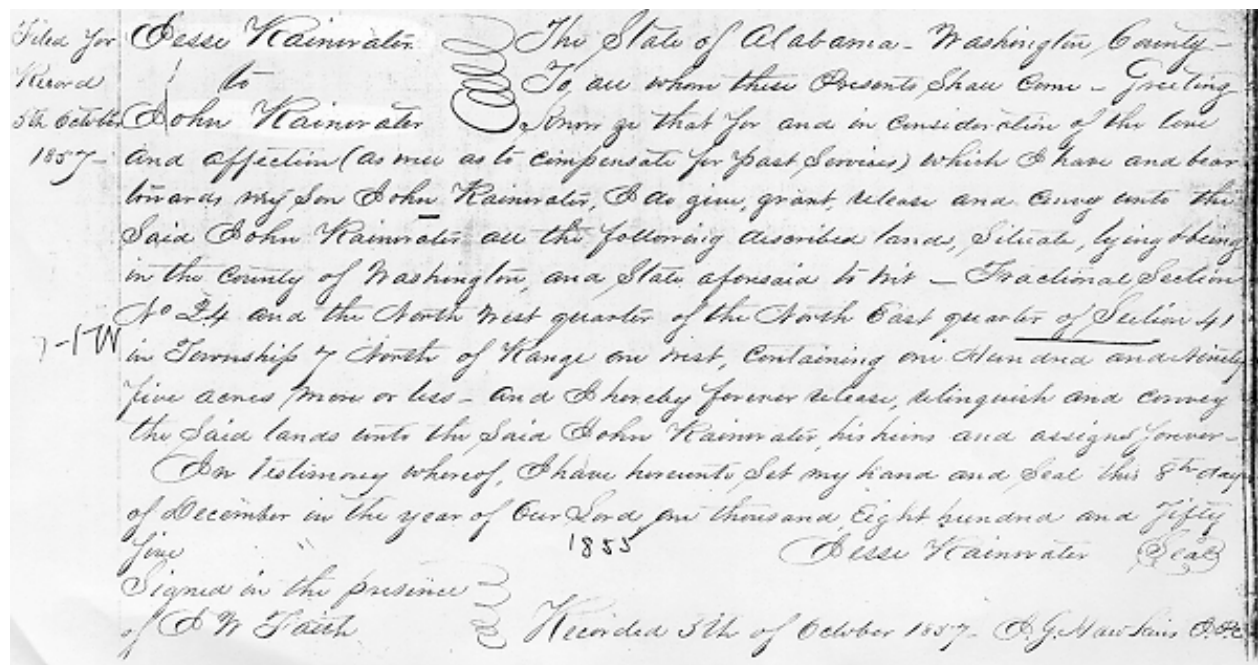 Filed for
Record
5th October
1857-
7-1W
Jesse Rainwater
to
John Rainwater
The State of Alabama - Washington County -
To all whom these Presents Shall Come - Greeting
Know ye that for and in Consideration of the love
and affection (as well as to compensate for past Services) which I have and bear
towards my Son John Rainwater, I do give, grant, release and convey unto the
Said John Rainwater all the following described land, Situate, lying & being
in the County of Washington, and State aforesaid to wit - Fractional Section
No 24 and the North West quarter of the North East quarter of Section 41
in Township 7 North of Range one West, Containing one Hundred and Ninety
five acres more or less - and I hereby forever release, relinquish and convey
the Said lands unto the Said John Rainwater, his heirs and assigns forever -
In Testimony whereof, I have hereunto Set my hand and Seal this 8th day
of December in the year of Our Lord one thousand Eight hundred and fifty
five
1855
Jesse Rainwater Seal
Signed in the presence
of
Recorded 5th of October 1857-